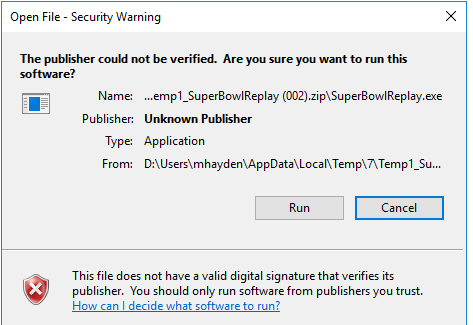 Open File - Security Warning
The publisher could not be verified.  Are you sure you want to run this
software?
Name: ...emp1_SuperBowlReplay (002).zip\SuperBowlReplay.exe
Publisher: Unknown Publisher
Type: Application
From: D:\Users\mhayden\AppData\Local\Temp\7\Temp1_Su...
Run Cancel
This file does not have a valid digital signature that verifies its
publisher.  You should only run software from publishers you trust.
How can I decide what software to run?